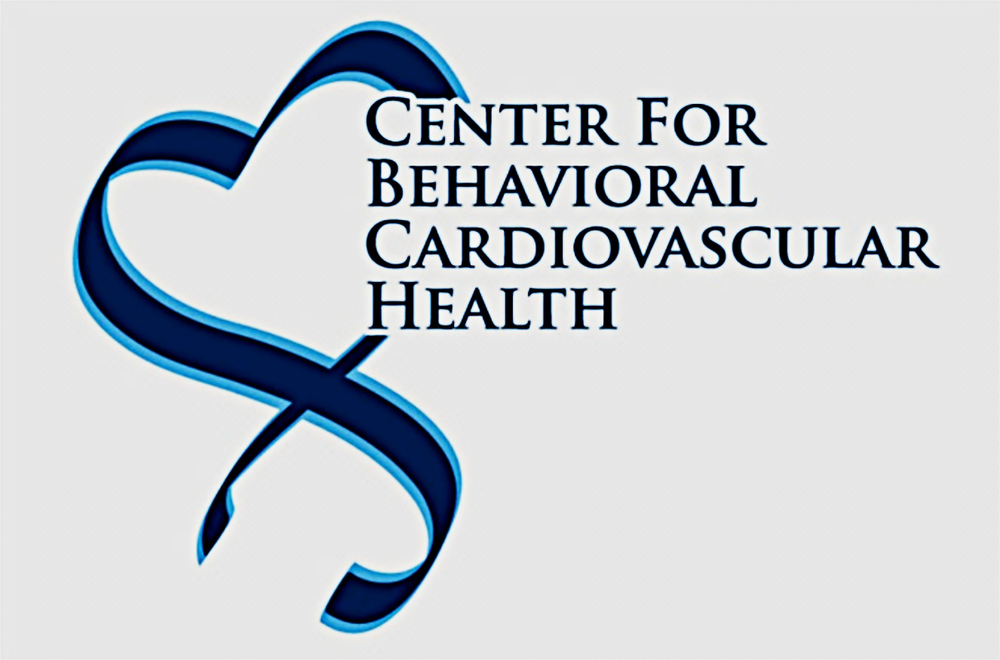 CENTER FOR
BEHAVIORAL
CARDIOVASCULAR
HEALTH